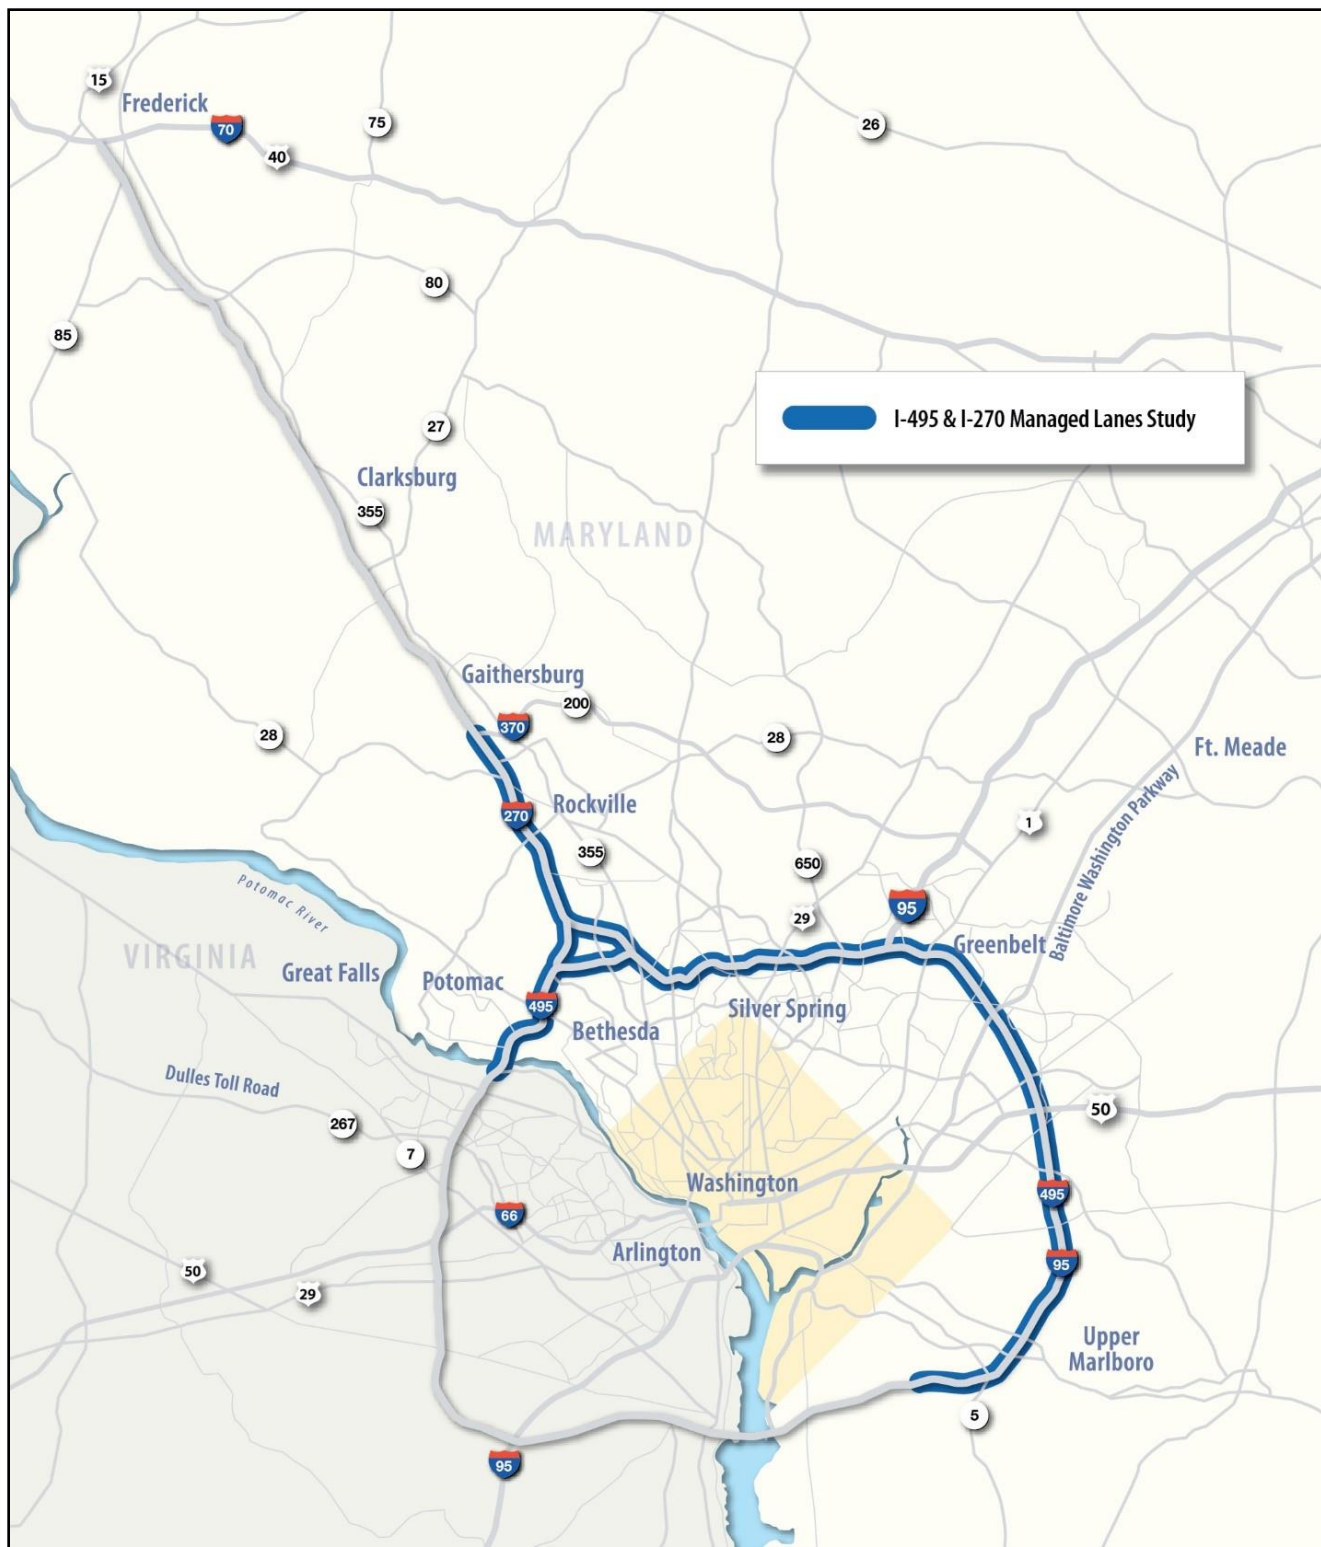 15
Frederick
70
40
75
26
80
85
27
I-495 & I-270 Managed Lanes Study
Clarksburg
355
MARYLAND
Gaithersburg
370
200
28
28
Ft. Meade
Rockville
270
355
1
Baltimore Washington Parkway
650
29
95
Potomac River
VIRGINIA
Great Falls
Potomac
Greenbelt
495
Silver Spring
Bethesda
Dulles Toll Road
267
7
50
Washington
495
66
Arlington
95
50
29
Upper
Marlboro
5
95